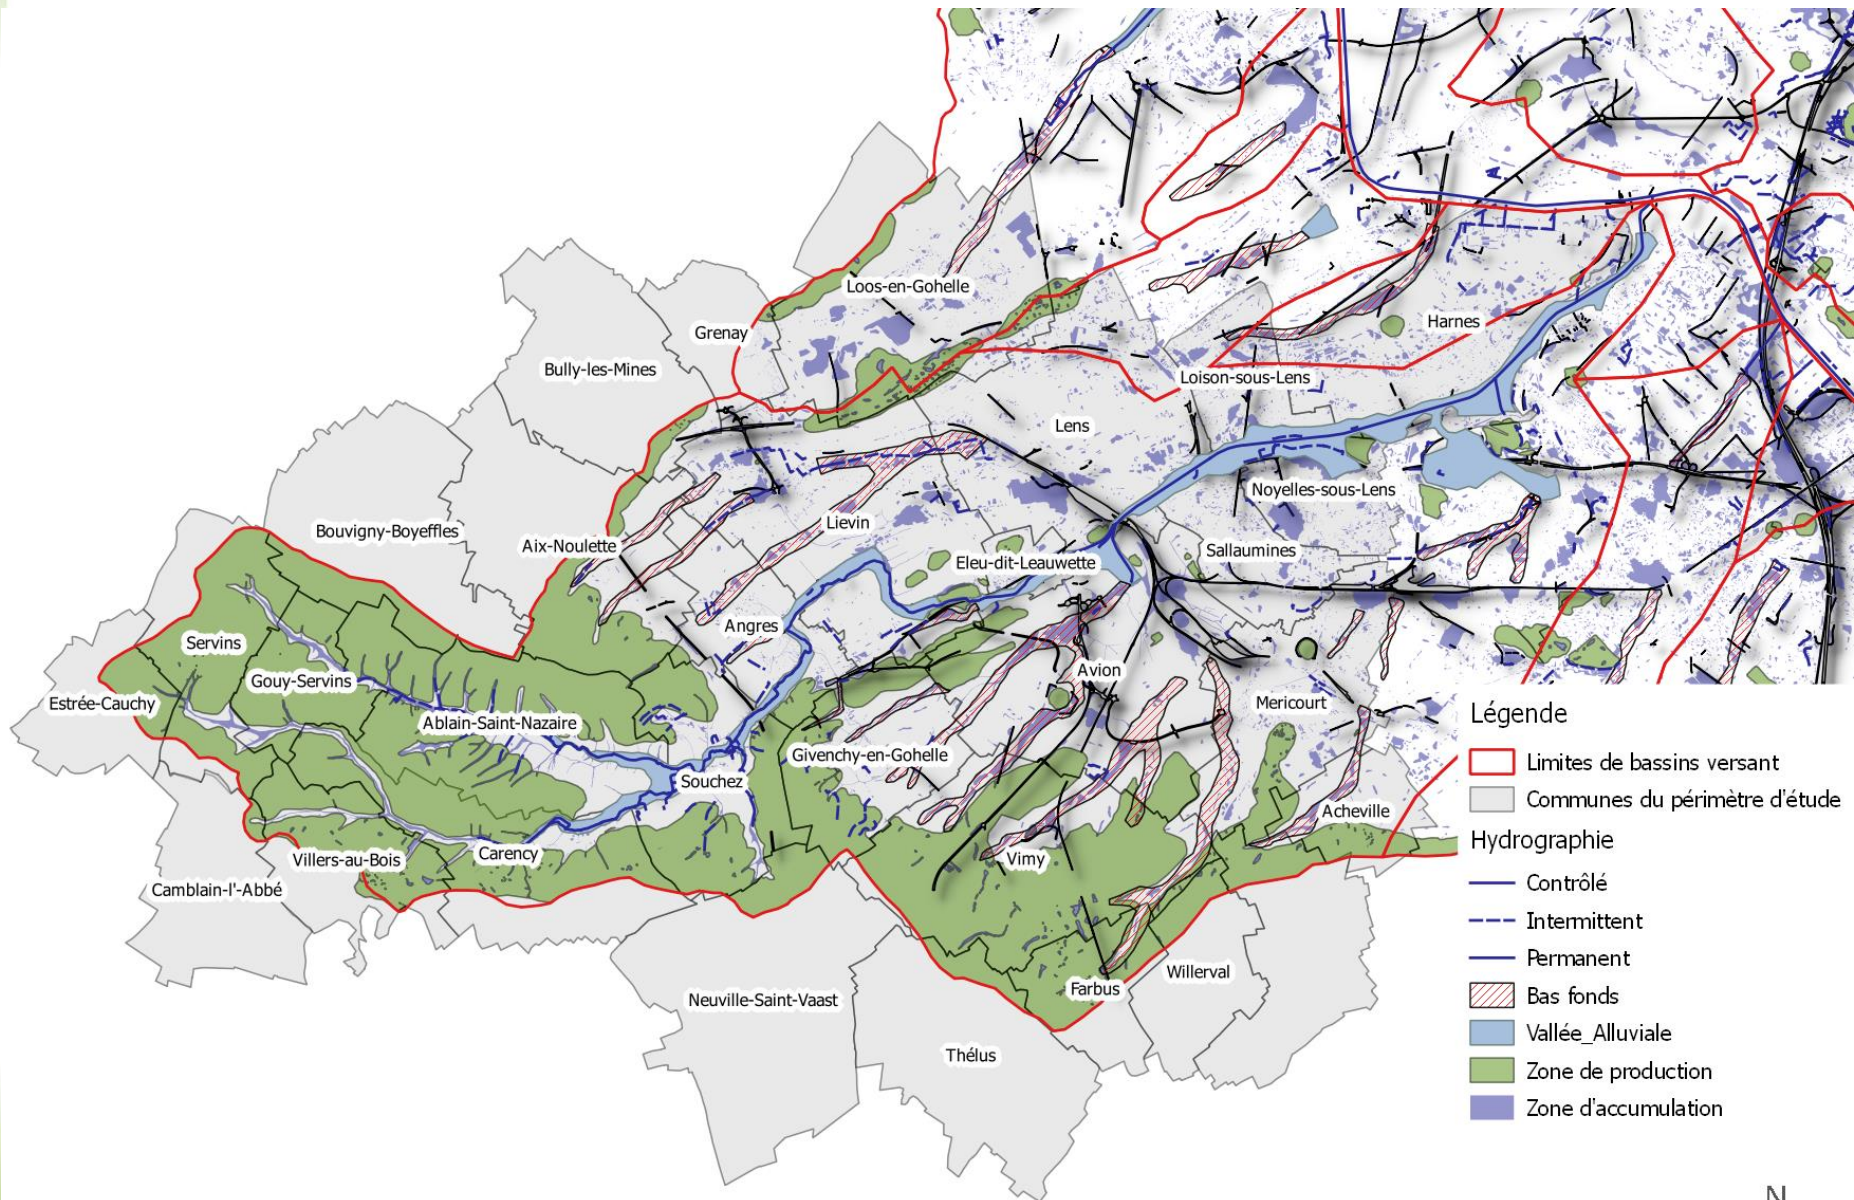 Loos-en-Gohelle
Grenay
Harnes
Bully-les-Mines
Loison-sous-Lens
Lens
Noyelles-sous-Lens
Lievin
Bouvigny-Boyeffles
Aix-Noulette
Sallaumines
Eleu-dit-Leauwette
Angres
Servins
Avion
Gouy-Servins
Estrée-Cauchy
Mericourt
Ablain-Saint-Nazaire
Givenchy-en-Gohelle
Souchez
Acheville
Carency
Villers-au-Bois
Vimy
Camblain-l'-Abbé
Willerval
Farbus
Neuville-Saint-Vaast
Thélus
Légende
Limites de bassins versant
Communes du périmètre d'étude
Hydrographie
Contrôlé
Intermittent
Permanent
Bas fonds
Vallée_Alluviale
Zone de production
Zone d'accumulation
N